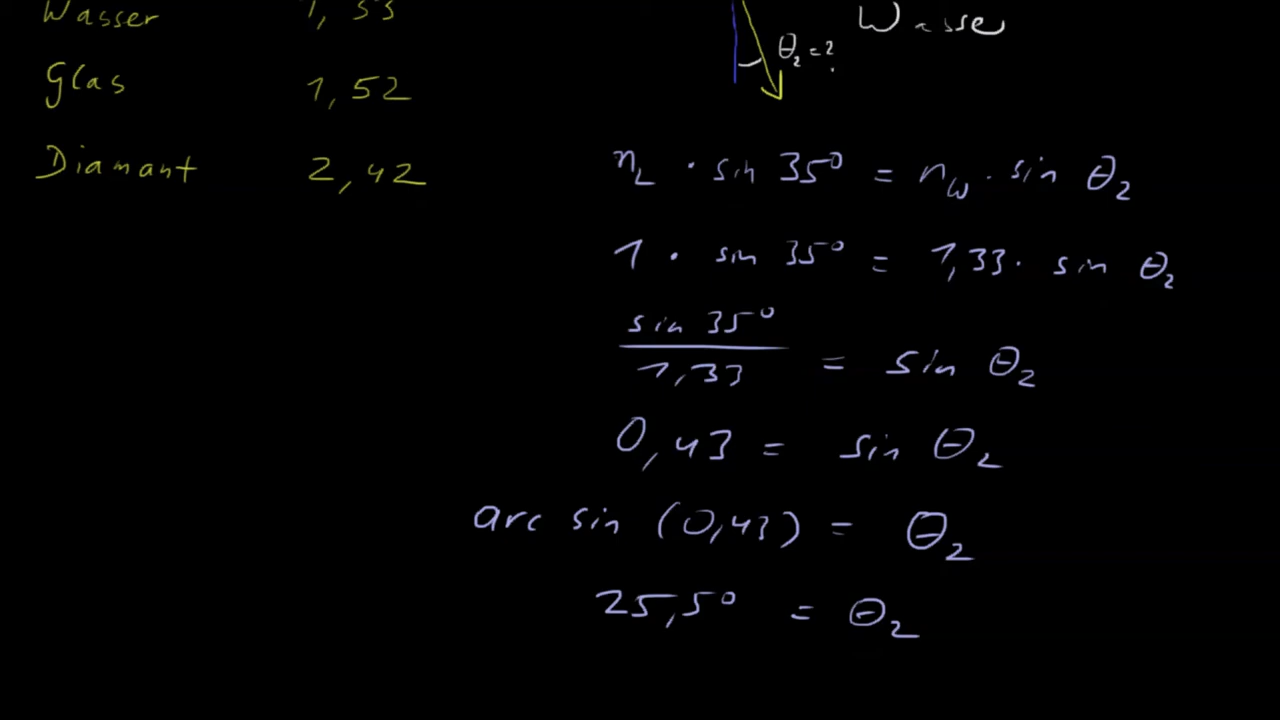 Wasser 1,33
Wasse
θ₂ = ?
Glas 1,52
Diamant 2,42
n_L · sin 35° = n_W · sin θ₂
1 · sin 35° = 1,33 · sin θ₂
sin 35° / 1,33 = sin θ₂
0,43 = sin θ₂
arc sin (0,43) = θ₂
25,5° = θ₂